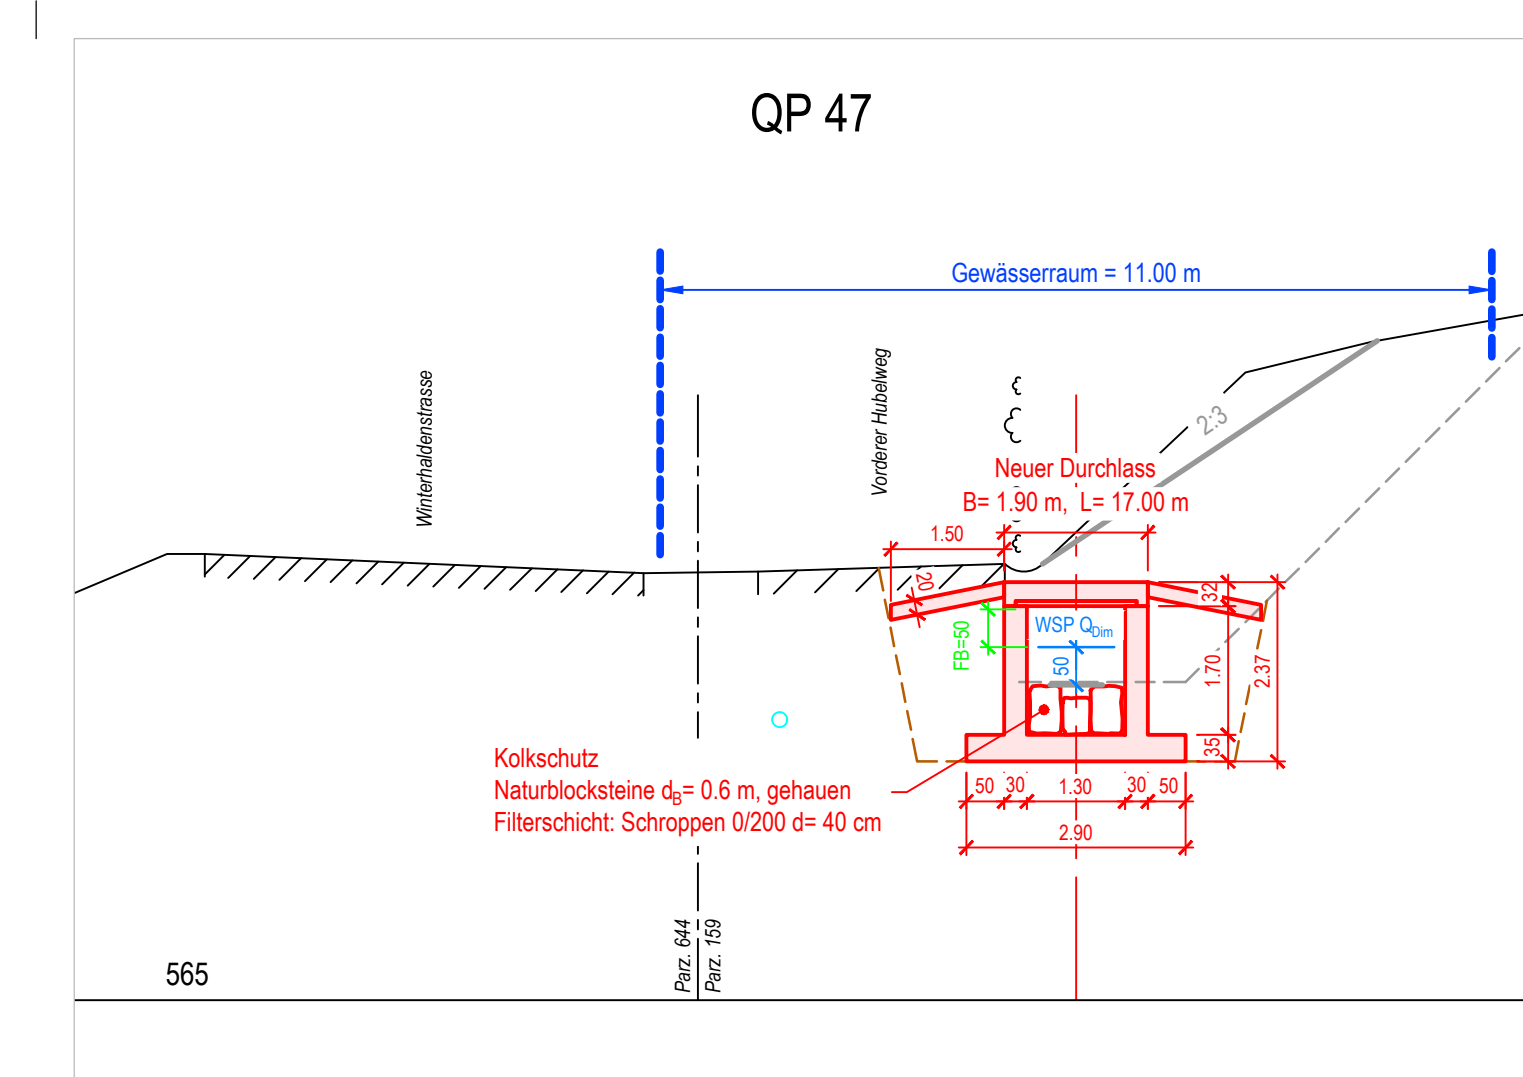 QP 47
Gewässerraum = 11.00 m
Winterhaldenstrasse
Vorderer Hubelweg
2:3
Neuer Durchlass
B= 1.90 m, L= 17.00 m
1.50
20
32
FB=50
WSP QDim
50
1.70
2.37
35
Kolkschutz
Naturblocksteine dB= 0.6 m, gehauen
Filterschicht: Schroppen 0/200 d= 40 cm
50 30 1.30 30 50
2.90
Parz. 644
Parz. 159
565